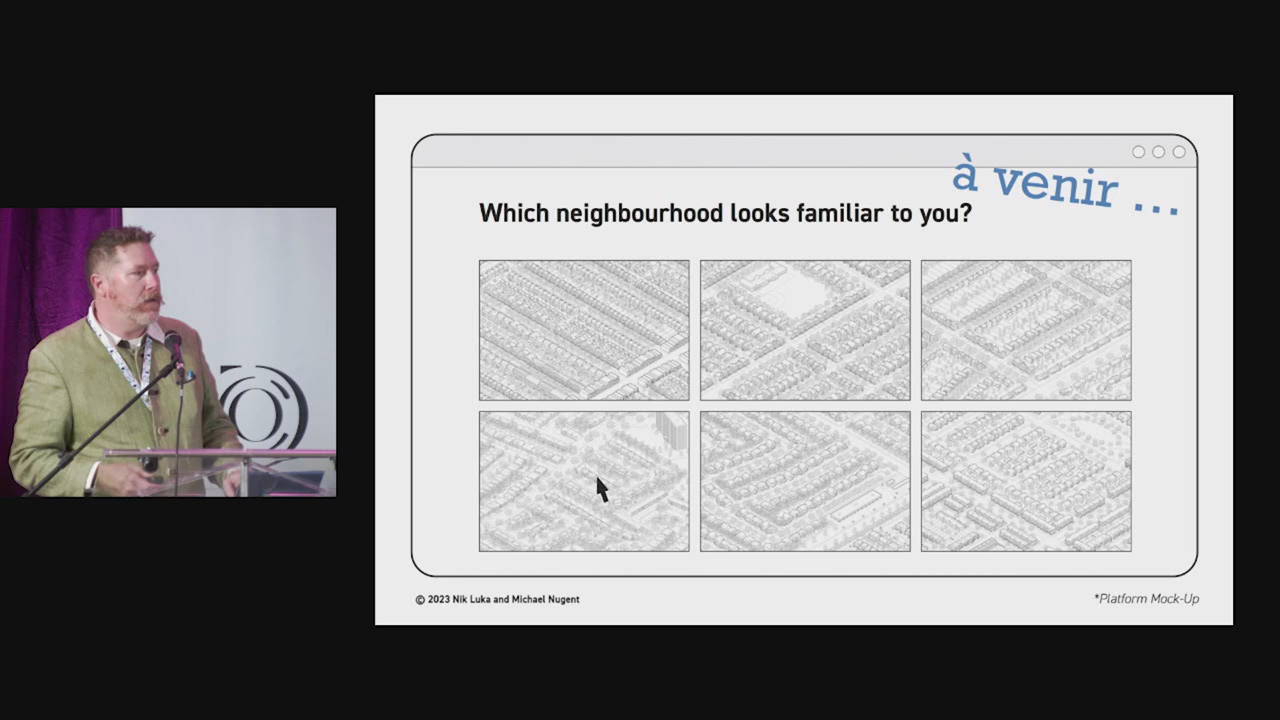 à venir ...
Which neighbourhood looks familiar to you?
© 2023 Nik Luka and Michael Nugent
*Platform Mock-Up